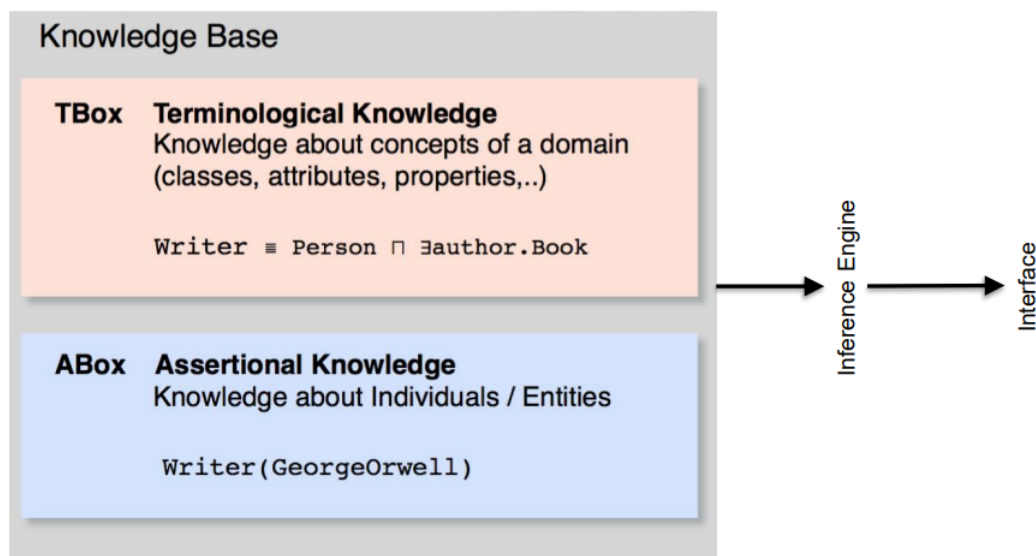 Knowledge Base
TBox Terminological Knowledge
Knowledge about concepts of a domain
(classes, attributes, properties,..)
Writer ≡ Person ⊓ ∃author.Book
ABox Assertional Knowledge
Knowledge about Individuals / Entities
Writer(GeorgeOrwell)
Inference Engine
Interface